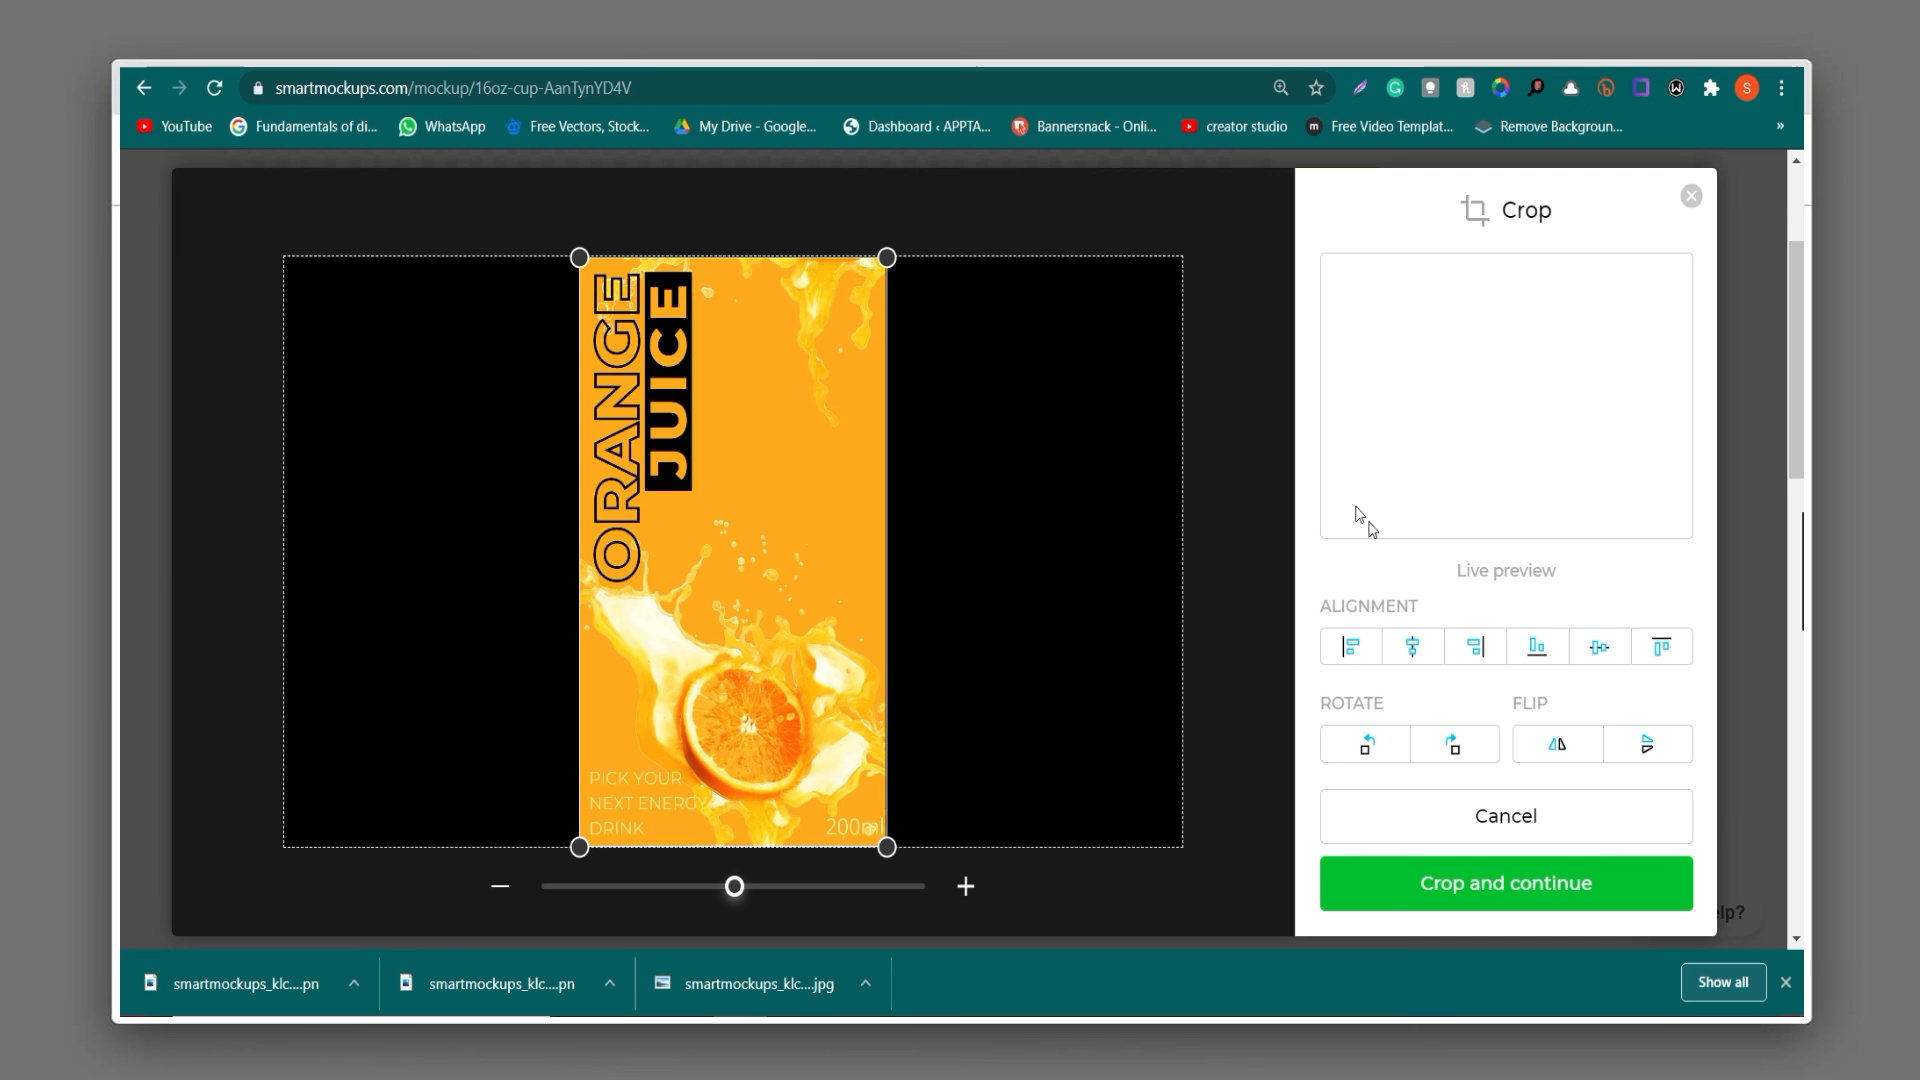 smartmockups.com/mockup/16oz-cup-AanTynYD4V
S
YouTube
Fundamentals of di...
WhatsApp
Free Vectors, Stock...
My Drive - Google...
Dashboard ‹ APPTA...
Bannersnack - Onli...
creator studio
Free Video Templat...
Remove Backgroun...
»
Crop
ORANGE
JUICE
PICK YOUR
NEXT ENERGY
DRINK
200ml
Live preview
ALIGNMENT
ROTATE
FLIP
Cancel
Crop and continue
elp?
smartmockups_klc....pn
smartmockups_klc....pn
smartmockups_klc....jpg
Show all